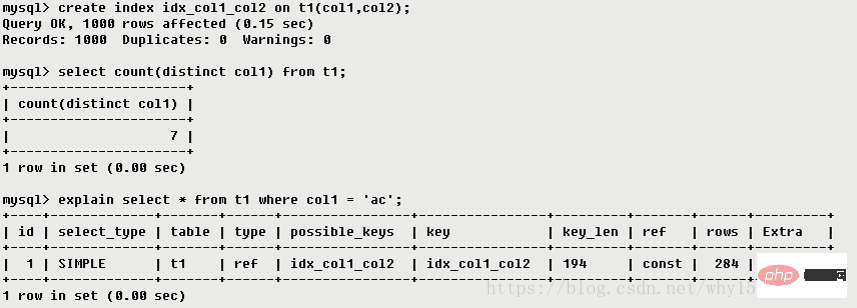 mysql> create index idx_col1_col2 on t1(col1,col2);
Query OK, 1000 rows affected (0.15 sec)
Records: 1000  Duplicates: 0  Warnings: 0
mysql> select count(distinct col1) from t1;
+----------------------+
| count(distinct col1) |
+----------------------+
|                    7 |
+----------------------+
1 row in set (0.00 sec)
mysql> explain select * from t1 where col1 = 'ac';
+----+-------------+-------+------+---------------+---------------+---------+-------+------+---------+
| id | select_type | table | type | possible_keys | key           | key_len | ref   | rows | Extra   |
+----+-------------+-------+------+---------------+---------------+---------+-------+------+---------+
|  1 | SIMPLE      | t1    | ref  | idx_col1_col2 | idx_col1_col2 | 194     | const |  284 |
+----+-------------+-------+------+---------------+---------------+---------+-------+------+
1 row in set (0.00 sec)
https://blog.csdn.net/why15
php